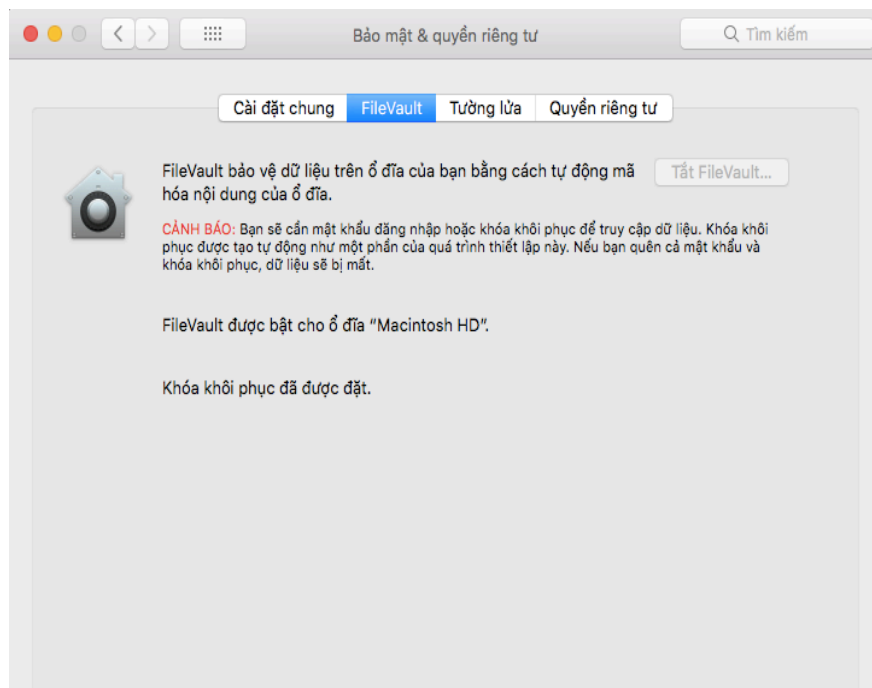 Bảo mật & quyền riêng tư
Tìm kiếm
Cài đặt chung
FileVault
Tường lửa
Quyền riêng tư
FileVault bảo vệ dữ liệu trên ổ đĩa của bạn bằng cách tự động mã
hóa nội dung của ổ đĩa.
Tắt FileVault...
CẢNH BÁO: Bạn sẽ cần mật khẩu đăng nhập hoặc khóa khôi phục để truy cập dữ liệu. Khóa khôi
phục được tạo tự động như một phần của quá trình thiết lập này. Nếu bạn quên cả mật khẩu và
khóa khôi phục, dữ liệu sẽ bị mất.
FileVault được bật cho ổ đĩa “Macintosh HD”.
Khóa khôi phục đã được đặt.